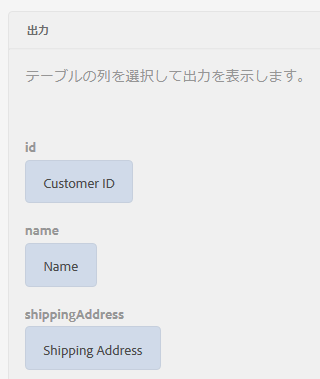 出力
テーブルの列を選択して出力を表示します。
id
Customer ID
name
Name
shippingAddress
Shipping Address